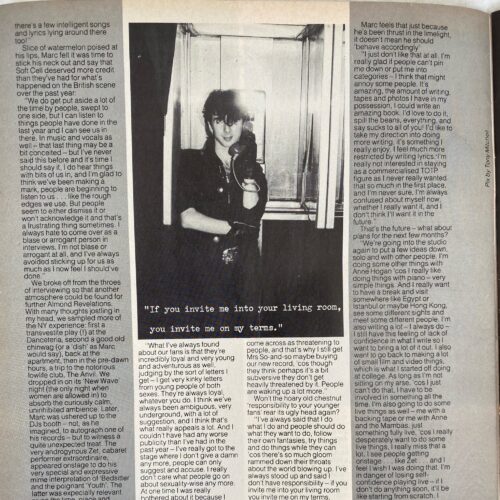 there's a few intelligent songs
and lyrics lying around there
too!'
Slice of watermelon poised at
his lips, Marc felt it was time to
stick his neck out and say that
Soft Cell deserved more credit
than they've had for what's
happened on the British scene
over the past year.
"We do get put aside a lot of
the time by people, swept to
one side, but I can listen to
things people have done in the
last year and I can see us in
there. In music and vocals as
well – that last thing may be a
bit conceited – but I've never
said this before and it's time I
should say it, I do hear things
with bits of us in, and I'm glad to
think we've been making a
mark, people are beginning to
listen to us . . . like the rough
edges we use. But people
seem to either dismiss it or
won't acknowledge it and that's
a frustrating thing sometimes. I
always hate to come over as a
blase or arrogant person in
interviews. I'm not blase or
arrogant at all, and I've always
avoided sticking up for us as
much as I now feel I should've
done."
We broke off from the throes
of interviewing so that another
atmosphere could be found for
further Almond Revelations.
With many thoughts jostling in
my head, we sampled more of
the NY experience: first a
transvestite play (!) at the
Danceteria, second a good old
chinwag (or a 'dish' as Marc
would say), back at the
apartment, then in the pre-dawn
hours, a trip to the notorious
lowlife club, The Anvil. We
dropped in on its 'New Wave'
night (the only night when
women are allowed in) to
absorb the curiously calm,
uninhibited ambience. Later,
Marc was ushered up to the
DJs booth – not, as he
imagined, to autograph one of
his records – but to witness a
quite unexpected treat. The
very androgynous Zet, cabaret
performer extraordinaire,
appeared onstage to do his
very special and expressive
mime interpretation of 'Bedsitter'
and the poignant 'Youth'. The
latter was especially relevant
"If you invite me into your living room,
you invite me on my terms."
"What I've always found
about our fans is that they're
incredibly loyal and very young
and adventurous as well,
judging by the sort of letters I
get – I get very kinky letters
from young people of both
sexes. They're always loyal,
whatever you do. I think we've
always been ambiguous, very
underground, with a lot of
suggestion, and I think that's
what really appeals to. And I
couldn't have had any worse
publicity than I've had in the
past year – I've really got to the
stage where I don't give a damn
any more, people can only
suggest and accuse. I really
don't care what people go on
about sexuality-wise any more.
At one time I was really
bothered about it because I
come across as threatening to
people, and that's why I still get
Mrs So-and-so maybe buying
our new record, 'cos though
they think perhaps it's a bit
subversive they don't get
heavily threatened by it. People
are waking up a lot more."
Won't the hoary old chestnut
'responsibility to your younger
fans' rear its ugly head again?
"I've always said that I do
what I do and people should do
what they want to do, follow
their own fantasies, try things
and do things while they can
'cos there's so much gloom
rammed down their throats
about the world blowing up. I've
always stood up and said I
don't have responsibility – if you
invite me into your living room
you invite me on my terms.
Marc feels that just because
he's been thrust in the limelight,
it doesn't mean he should
'behave accordingly'.
"I just don't like that at all. I'm
really glad if people can't pin
me down or put me into
categories – I think that might
annoy some people. It's
amazing, the amount of writing,
tapes and photos I have in my
possession, I could write an
amazing book. I'd love to do it,
spill the beans, everything, and
say sucks to all of you! I'd like to
take my direction into doing
more writing, it's something I
really enjoy. I feel much more
restricted by writing lyrics. I'm
really not interested in staying
as a commercialised TOTP
figure as I never really wanted
that so much in the first place,
and I'm never sure, I'm always
confused about myself now,
whether I really want it, and I
don't think I'll want it in the
future."
That's the future – what about
plans for the next few months?
"We're going into the studio
again to put a few ideas down,
solo and with other people. I'm
doing some other things with
Anne Hogan 'cos I really like
doing things with piano – very
simple things. And I really want
to have a break and visit
somewhere like Egypt or
Istanbul or maybe Hong Kong,
see some different sights and
meet some different people. I'm
also writing a lot – I always do –
I still have this feeling of lack of
confidence in what I write so I
want to bring a lot of it out. I also
want to go back to making a lot
of small film and video things,
which is what I started off doing
at college. As long as I'm not
sitting on my arse, 'cos I just
can't do that, I have to be
involved in something all the
time. I'm also going to do some
live things as well – me with a
backing tape or me with Anne
and the Mambas, just
something fully live, 'cos I really
desperately want to do some
live things, I really miss that a
lot. I see people getting
onstage . . . like Zet . . . and I
feel I wish I was doing that. I'm
in danger of losing self-
confidence playing live – if I
don't do anything soon, it'll be
like starting from scratch. I
Pic by Tony Mitchell